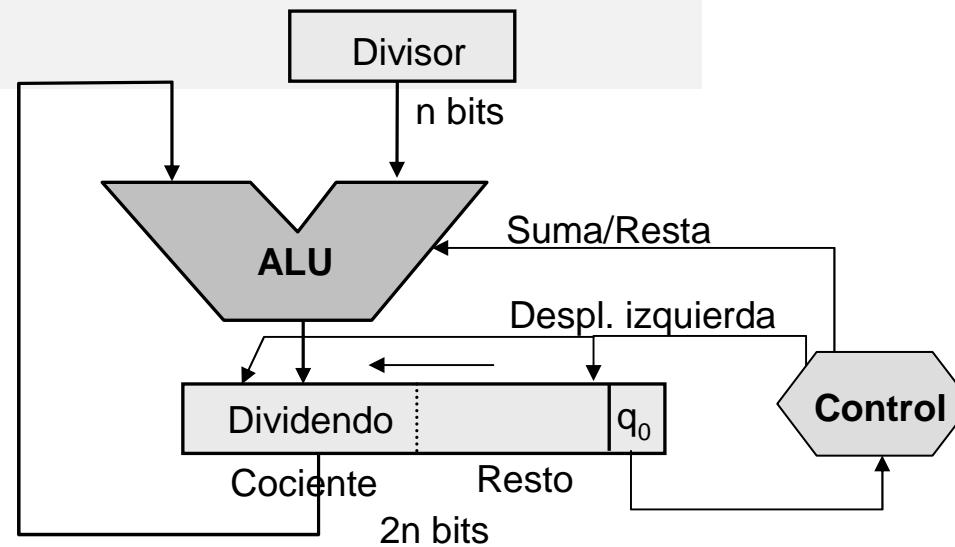 Divisor
n bits
Suma/Resta
ALU
Despl. izquierda
Control
Dividendo
q₀
Cociente
Resto
2n bits